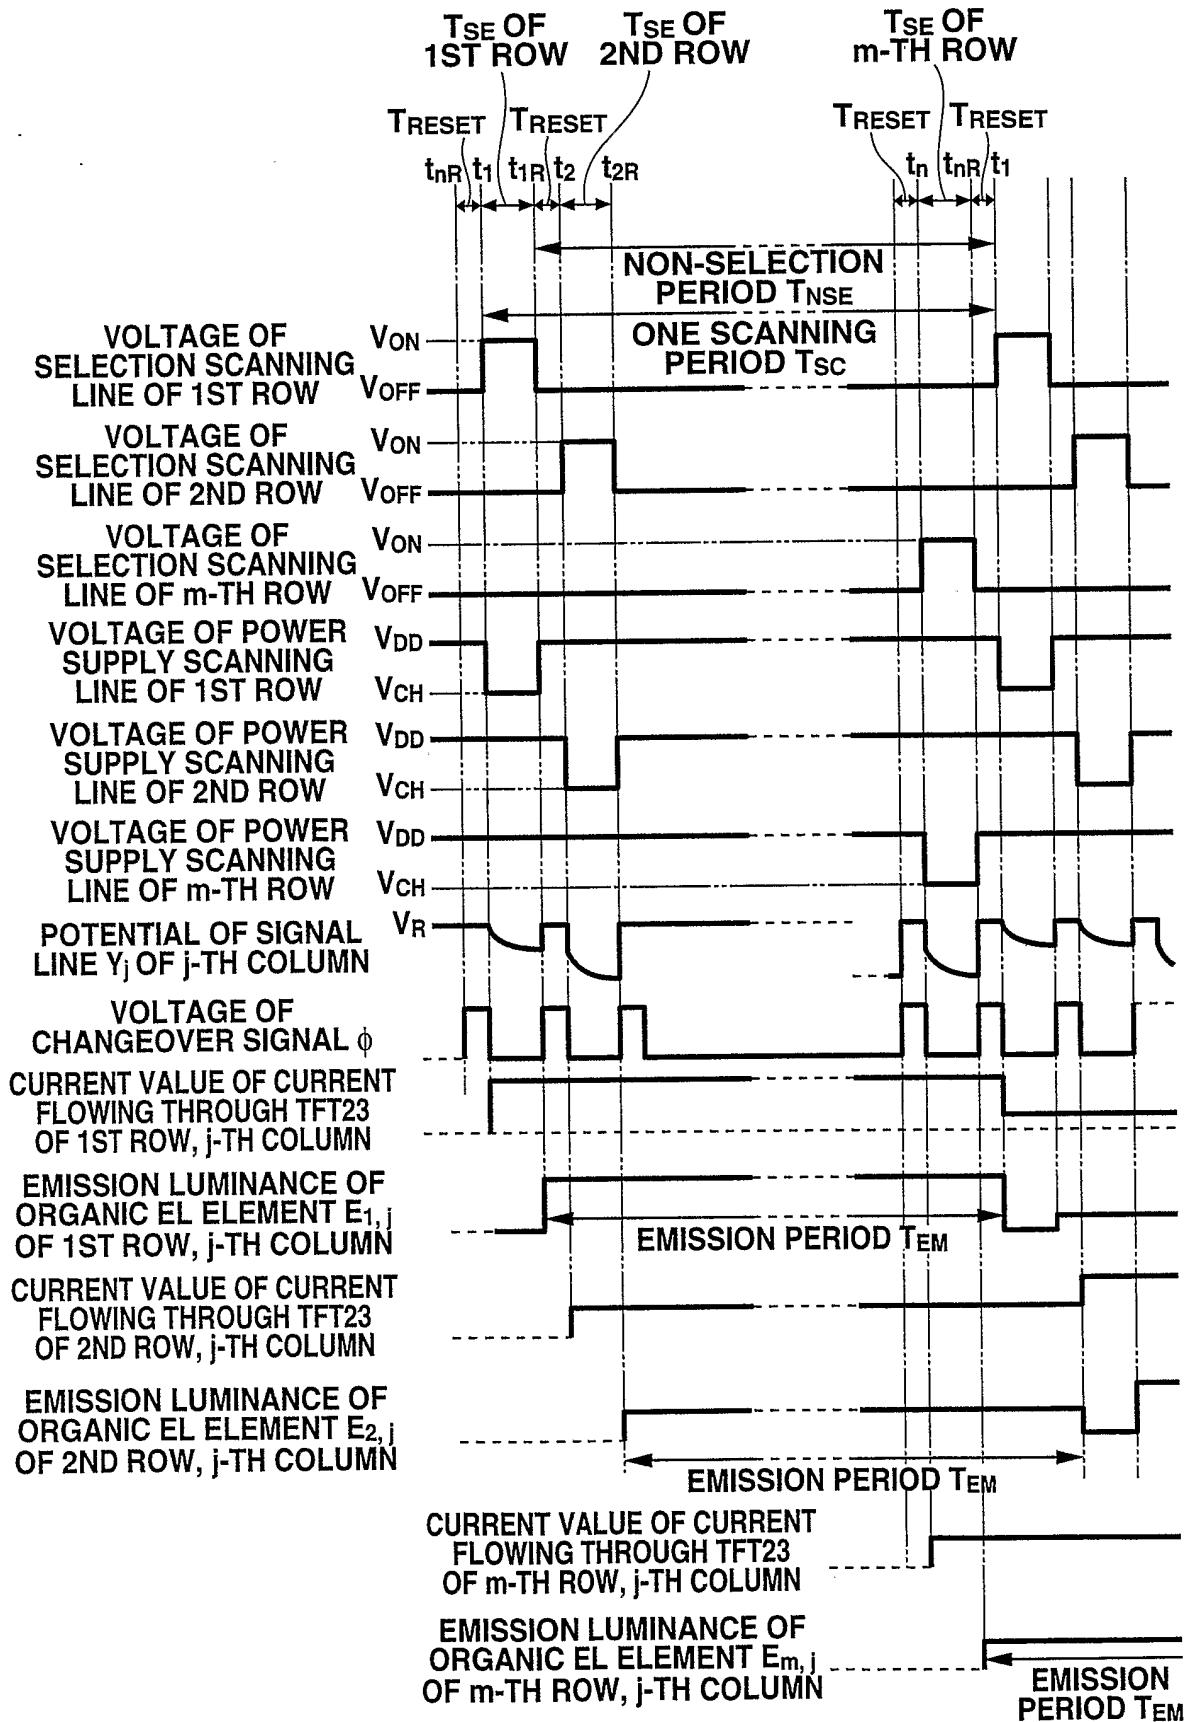 TSE OF
1ST ROW
TSE OF
2ND ROW
TSE OF
m-TH ROW
TRESET
TRESET
TRESET
TRESET
tnR
t1
t1R
t2
t2R
tn
tnR
t1
NON-SELECTION
PERIOD TNSE
ONE SCANNING
PERIOD TSC
VOLTAGE OF
SELECTION SCANNING
LINE OF 1ST ROW
VON
VOFF
VOLTAGE OF
SELECTION SCANNING
LINE OF 2ND ROW
VON
VOFF
VOLTAGE OF
SELECTION SCANNING
LINE OF m-TH ROW
VON
VOFF
VOLTAGE OF POWER
SUPPLY SCANNING
LINE OF 1ST ROW
VDD
VCH
VOLTAGE OF POWER
SUPPLY SCANNING
LINE OF 2ND ROW
VDD
VCH
VOLTAGE OF POWER
SUPPLY SCANNING
LINE OF m-TH ROW
VDD
VCH
POTENTIAL OF SIGNAL
LINE Yj OF j-TH COLUMN
VR
VOLTAGE OF
CHANGEOVER SIGNAL ϕ
CURRENT VALUE OF CURRENT
FLOWING THROUGH TFT23
OF 1ST ROW, j-TH COLUMN
EMISSION LUMINANCE OF
ORGANIC EL ELEMENT E1, j
OF 1ST ROW, j-TH COLUMN
EMISSION PERIOD TEM
CURRENT VALUE OF CURRENT
FLOWING THROUGH TFT23
OF 2ND ROW, j-TH COLUMN
EMISSION LUMINANCE OF
ORGANIC EL ELEMENT E2, j
OF 2ND ROW, j-TH COLUMN
EMISSION PERIOD TEM
CURRENT VALUE OF CURRENT
FLOWING THROUGH TFT23
OF m-TH ROW, j-TH COLUMN
EMISSION LUMINANCE OF
ORGANIC EL ELEMENT Em, j
OF m-TH ROW, j-TH COLUMN
EMISSION
PERIOD TEM